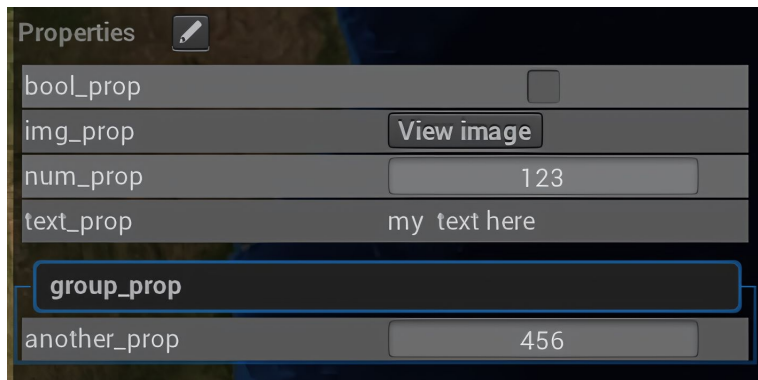 Properties
bool_prop
img_prop View image
num_prop 123
text_prop my text here
group_prop
another_prop 456